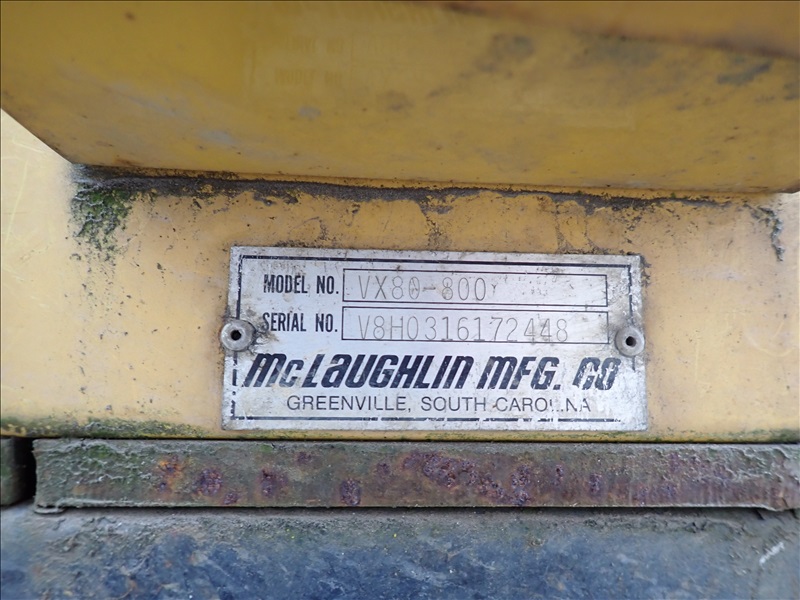 MODEL NO. VX80-800
SERIAL NO. V8H0316172448
McLAUGHLIN MFG. CO
GREENVILLE, SOUTH CAROLINA